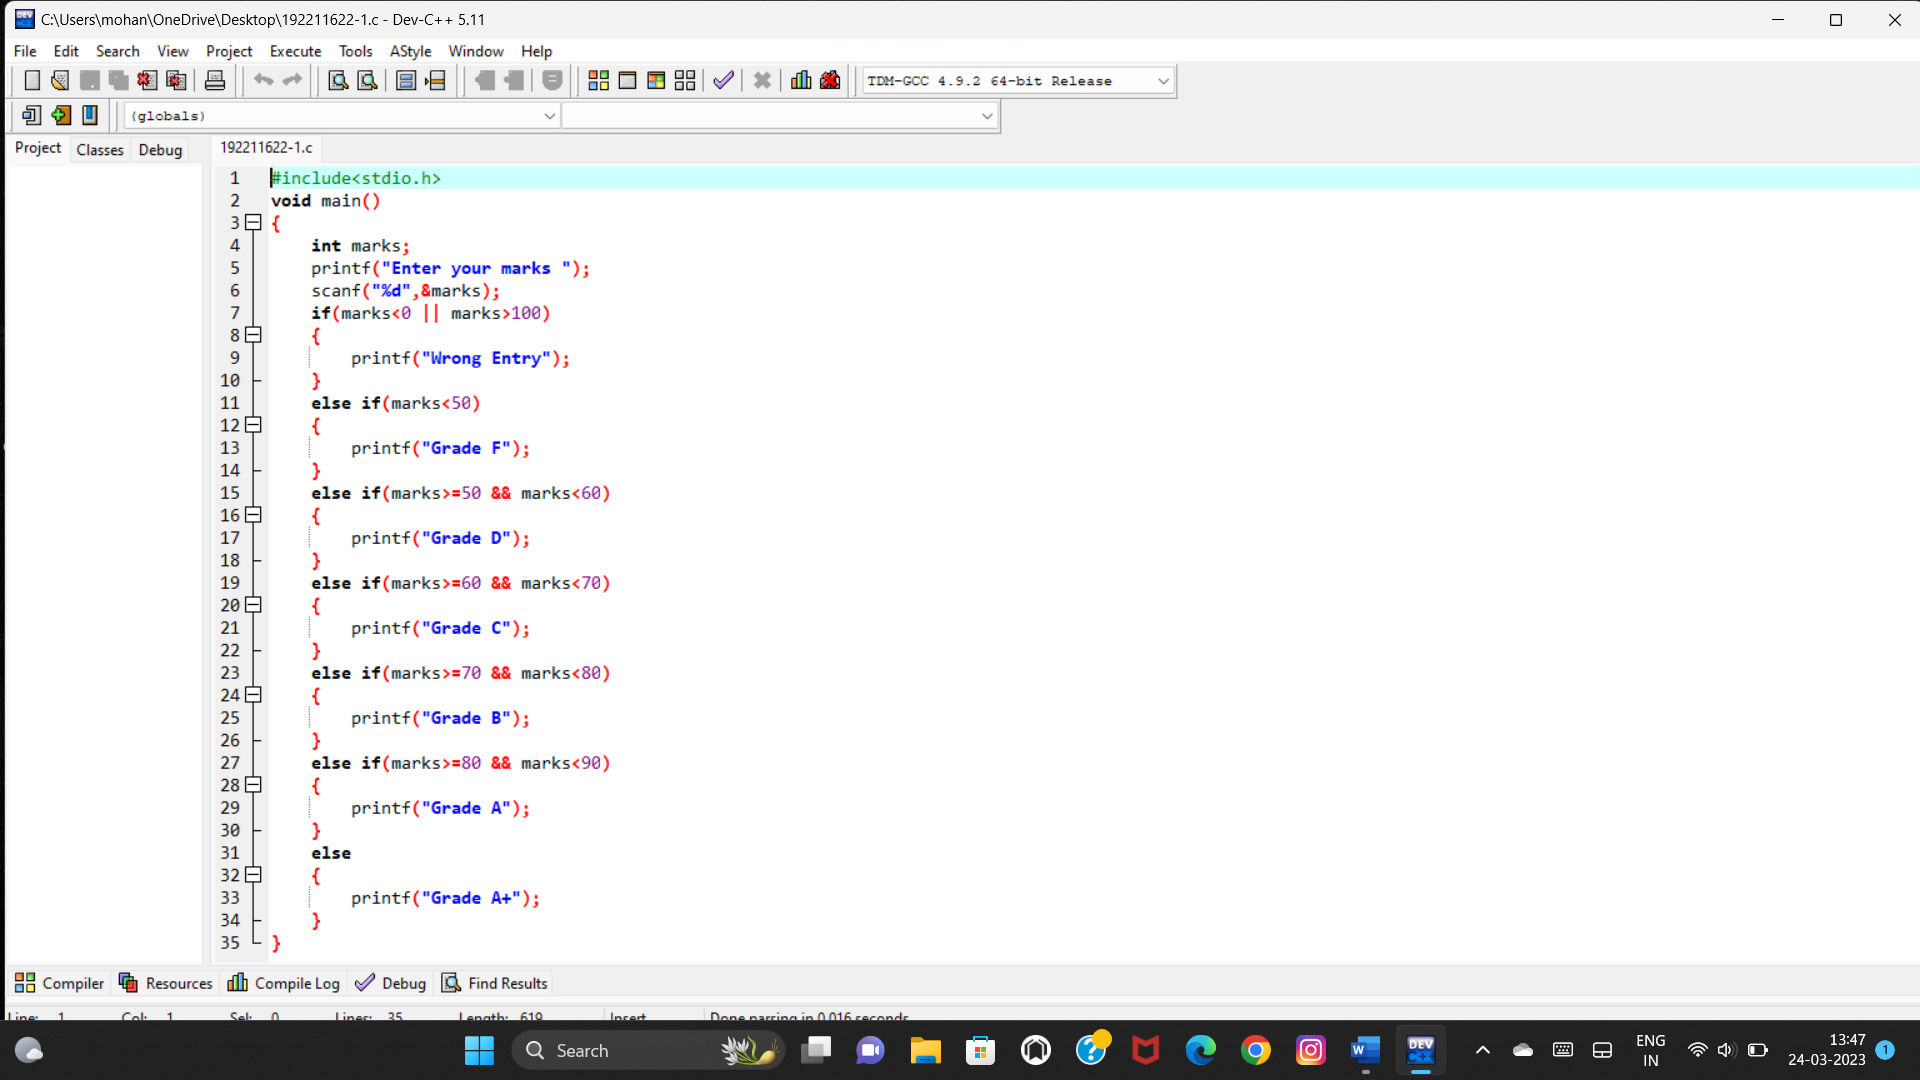 C:\Users\mohan\OneDrive\Desktop\192211622-1.c - Dev-C++ 5.11
File Edit Search View Project Execute Tools AStyle Window Help
TDM-GCC 4.9.2 64-bit Release
(globals)
Project Classes Debug 192211622-1.c
1 #include<stdio.h>
2 void main()
3 {
4 int marks;
5 printf("Enter your marks ");
6 scanf("%d",&marks);
7 if(marks<0 || marks>100)
8 {
9 printf("Wrong Entry");
10 }
11 else if(marks<50)
12 {
13 printf("Grade F");
14 }
15 else if(marks>=50 && marks<60)
16 {
17 printf("Grade D");
18 }
19 else if(marks>=60 && marks<70)
20 {
21 printf("Grade C");
22 }
23 else if(marks>=70 && marks<80)
24 {
25 printf("Grade B");
26 }
27 else if(marks>=80 && marks<90)
28 {
29 printf("Grade A");
30 }
31 else
32 {
33 printf("Grade A+");
34 }
35 }
Compiler Resources Compile Log Debug Find Results
Line: 1 Col: 1 Sel: 0 Lines: 35 Length: 619 Insert Done parsing in 0.016 seconds
Search
DEV
C++
W
ENG
IN
13:47
24-03-2023
1